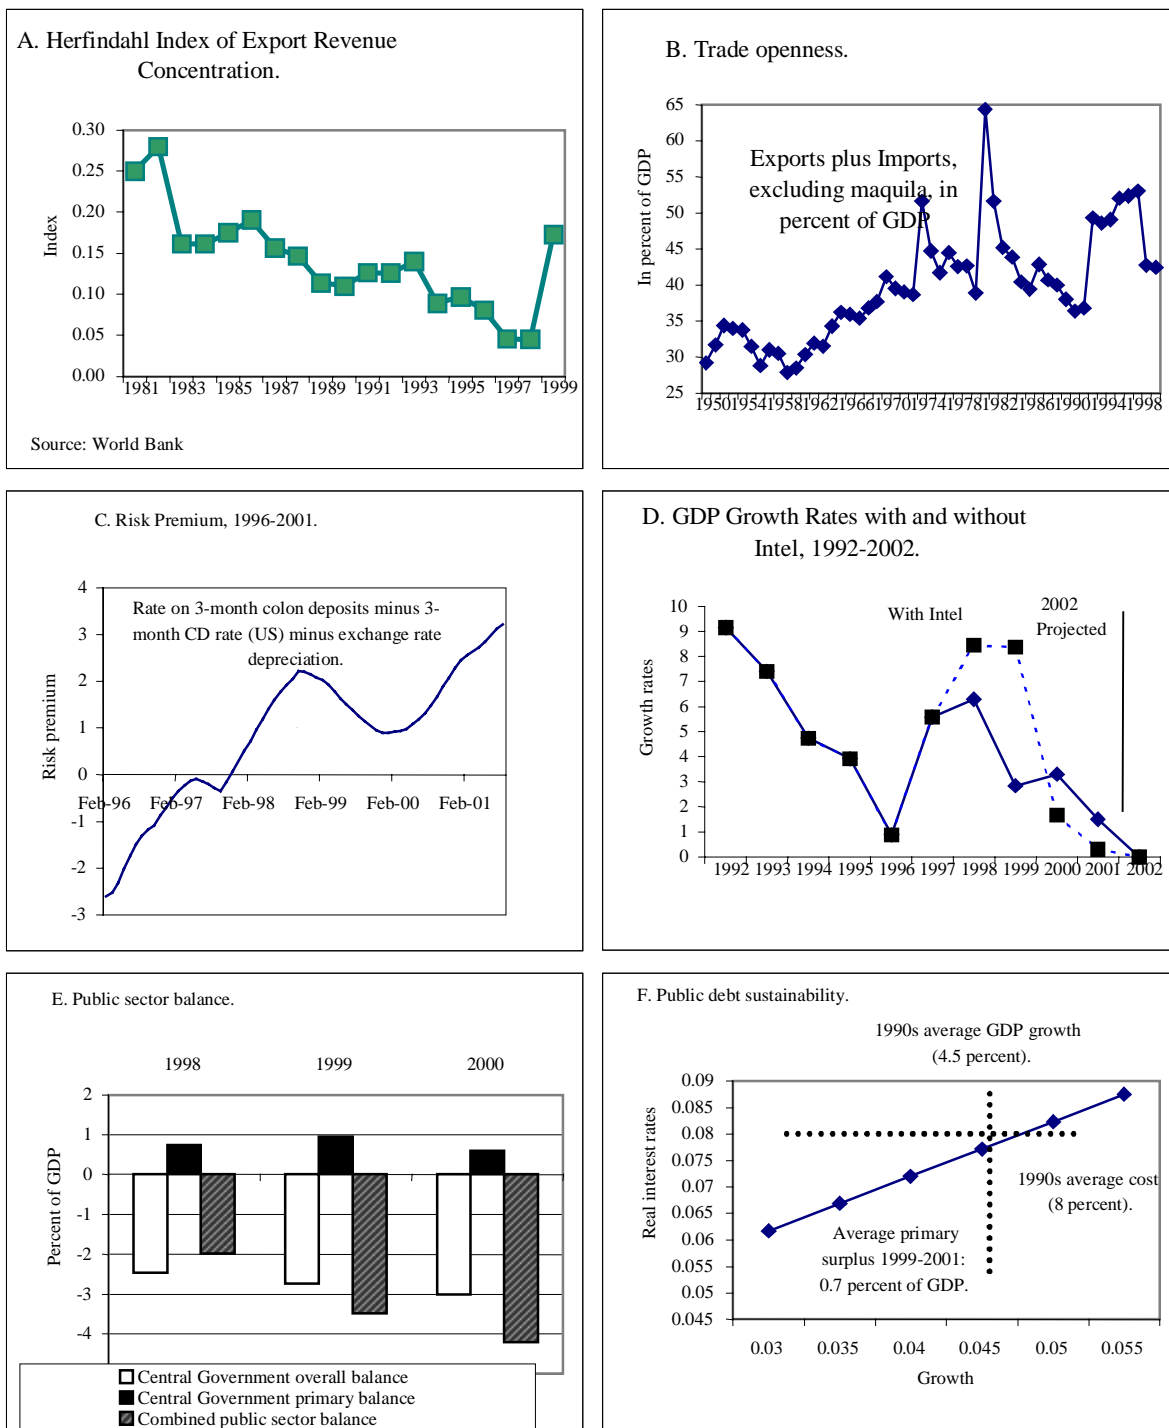 A. Herfindahl Index of Export Revenue
Concentration.
0.30
0.25
0.20
0.15
0.10
0.05
0.00
Index
1981 1983 1985 1987 1989 1991 1993 1995 1997 1999
Source: World Bank
B. Trade openness.
65
60
55
50
45
40
35
30
25
In percent of GDP
Exports plus Imports,
excluding maquila, in
percent of GDP
1950 1954 1958 1962 1966 1970 1974 1978 1982 1986 1990 1994 1998
C. Risk Premium, 1996-2001.
4
3
2
1
0
-1
-2
-3
Risk premium
Rate on 3-month colon deposits minus 3-
month CD rate (US) minus exchange rate
depreciation.
Feb-96 Feb-97 Feb-98 Feb-99 Feb-00 Feb-01
D. GDP Growth Rates with and without
Intel, 1992-2002.
10
9
8
7
6
5
4
3
2
1
0
Growth rates
With Intel
2002
Projected
1992 1993 1994 1995 1996 1997 1998 1999 2000 2001 2002
E. Public sector balance.
1998 1999 2000
2
1
0
-1
-2
-3
-4
Percent of GDP
Central Government overall balance
Central Government primary balance
Combined public sector balance
F. Public debt sustainability.
1990s average GDP growth
(4.5 percent).
0.09
0.085
0.08
0.075
0.07
0.065
0.06
0.055
0.05
0.045
Real interest rates
1990s average cost
(8 percent).
Average primary
surplus 1999-2001:
0.7 percent of GDP.
0.03 0.035 0.04 0.045 0.05 0.055
Growth